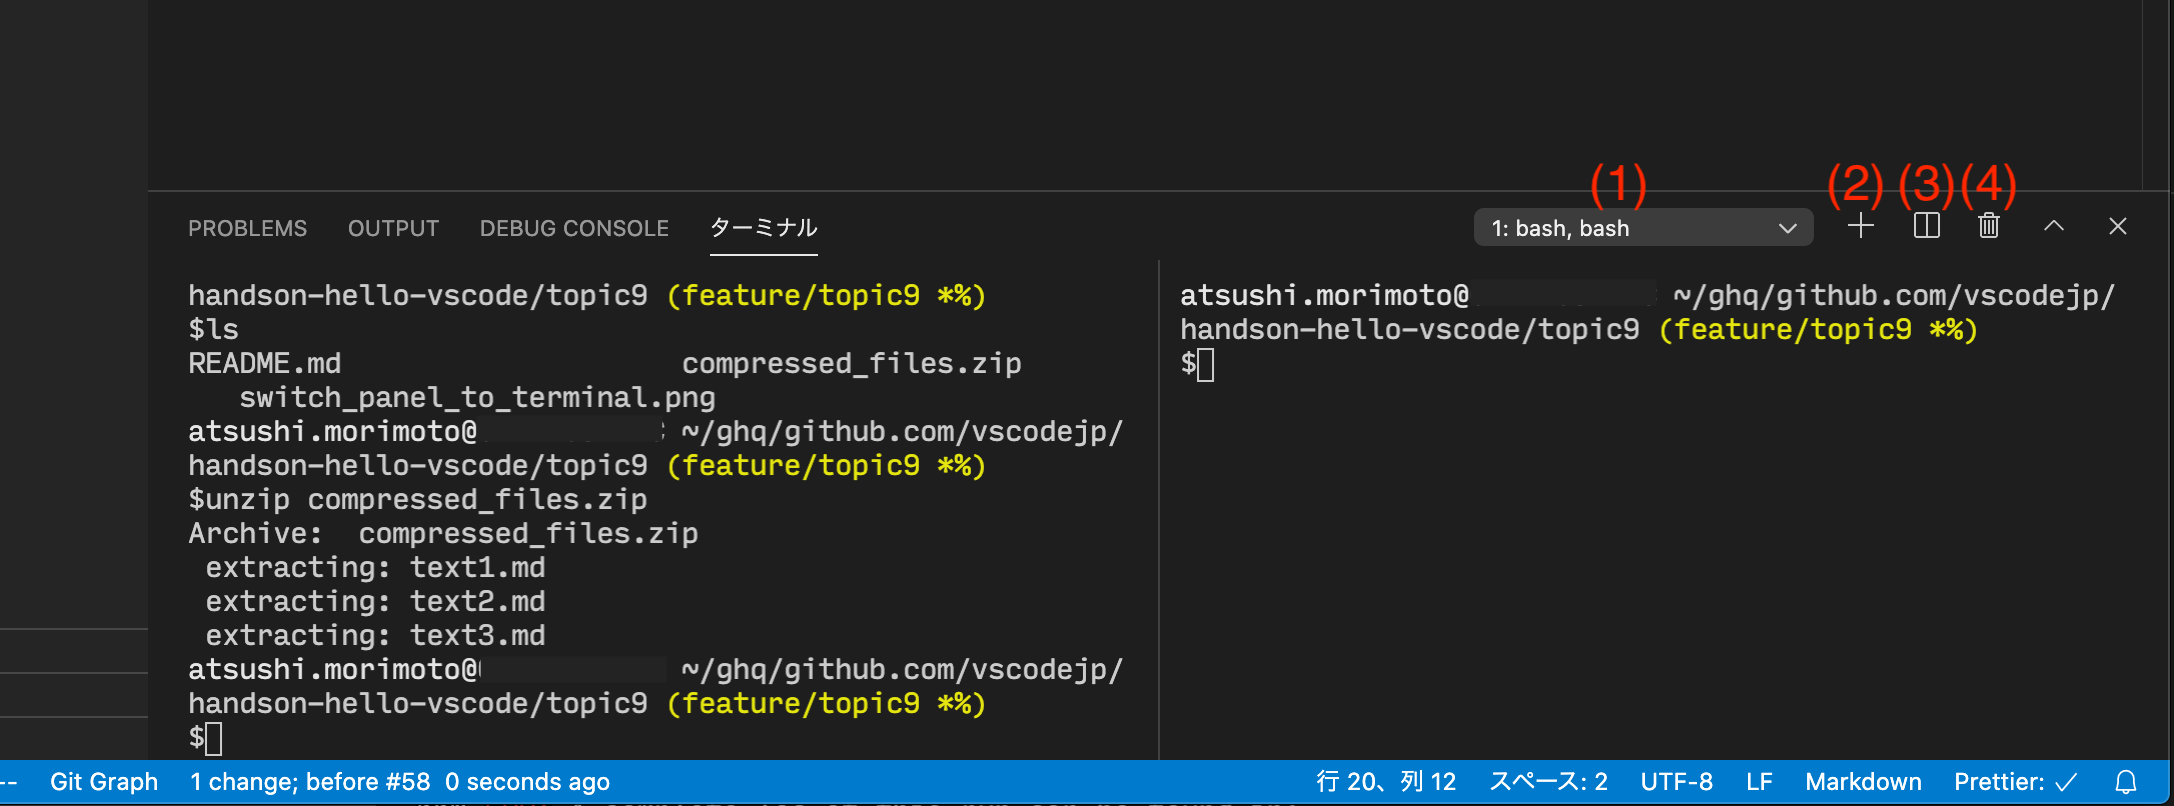 (1) (2) (3) (4)
PROBLEMS OUTPUT DEBUG CONSOLE ターミナル 1: bash, bash
handson-hello-vscode/topic9 (feature/topic9 *%)
$ls
README.md compressed_files.zip
switch_panel_to_terminal.png
atsushi.morimoto@ ~/ghq/github.com/vscodejp/
handson-hello-vscode/topic9 (feature/topic9 *%)
$unzip compressed_files.zip
Archive: compressed_files.zip
extracting: text1.md
extracting: text2.md
extracting: text3.md
atsushi.morimoto@ ~/ghq/github.com/vscodejp/
handson-hello-vscode/topic9 (feature/topic9 *%)
$
atsushi.morimoto@ ~/ghq/github.com/vscodejp/
handson-hello-vscode/topic9 (feature/topic9 *%)
$
-- Git Graph 1 change; before #58 0 seconds ago 行 20、列 12 スペース: 2 UTF-8 LF Markdown Prettier: ✓